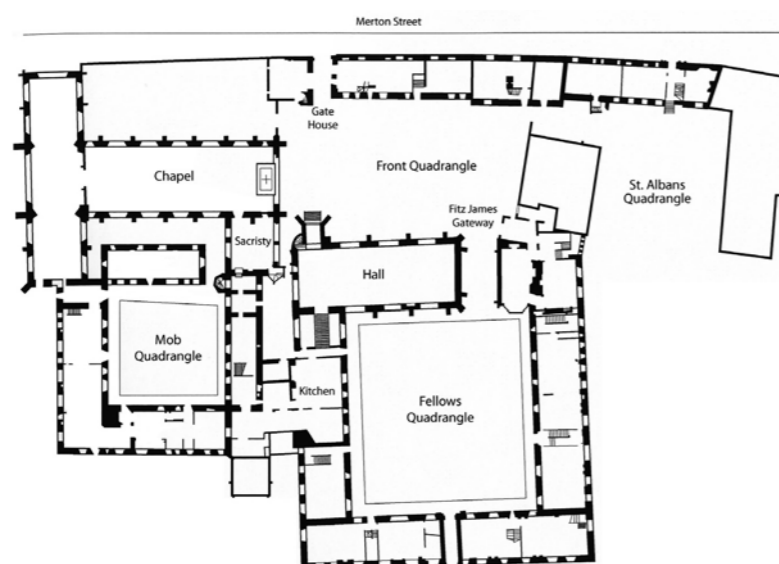 Merton Street
Gate
House
Chapel
Front Quadrangle
St. Albans
Quadrangle
Fitz James
Gateway
Sacristy
Hall
Mob
Quadrangle
Kitchen
Fellows
Quadrangle